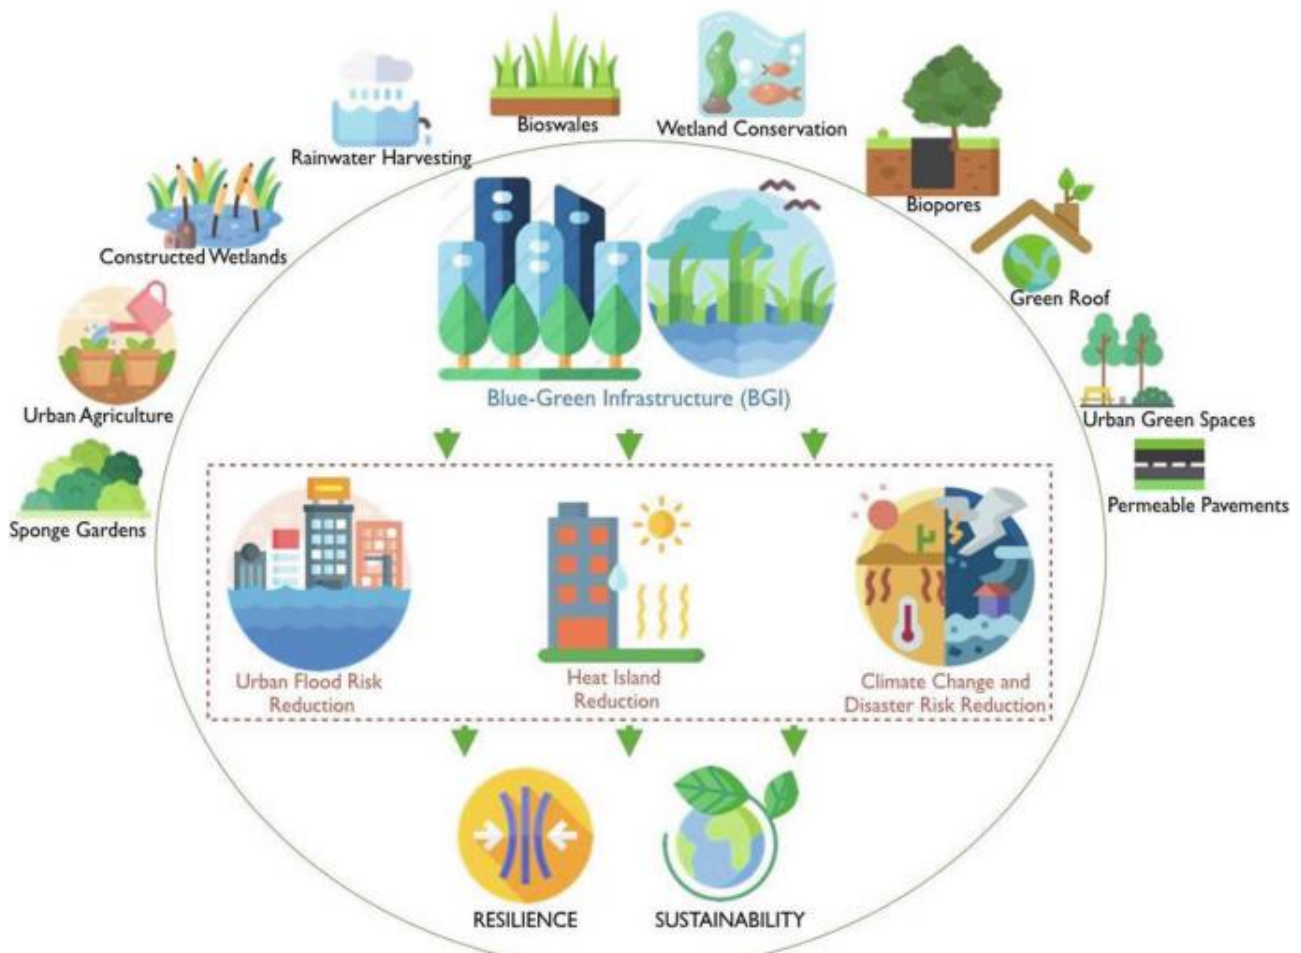 Bioswales
Wetland Conservation
Rainwater Harvesting
Biopores
Constructed Wetlands
Green Roof
Urban Agriculture
Urban Green Spaces
Sponge Gardens
Permeable Pavements
Blue-Green Infrastructure (BGI)
Urban Flood Risk
Reduction
Heat Island
Reduction
Climate Change and
Disaster Risk Reduction
RESILIENCE
SUSTAINABILITY